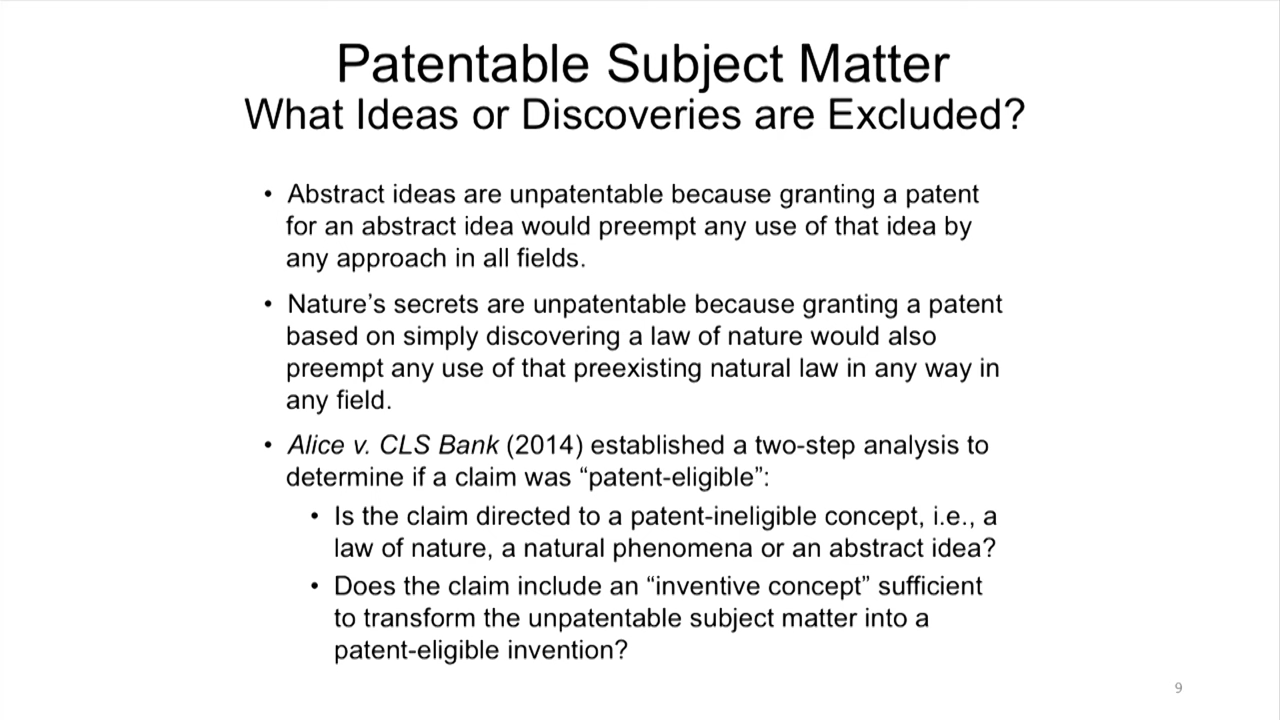 Patentable Subject Matter
What Ideas or Discoveries are Excluded?
• Abstract ideas are unpatentable because granting a patent
for an abstract idea would preempt any use of that idea by
any approach in all fields.
• Nature’s secrets are unpatentable because granting a patent
based on simply discovering a law of nature would also
preempt any use of that preexisting natural law in any way in
any field.
• Alice v. CLS Bank (2014) established a two-step analysis to
determine if a claim was “patent-eligible”:
• Is the claim directed to a patent-ineligible concept, i.e., a
law of nature, a natural phenomena or an abstract idea?
• Does the claim include an “inventive concept” sufficient
to transform the unpatentable subject matter into a
patent-eligible invention?
9